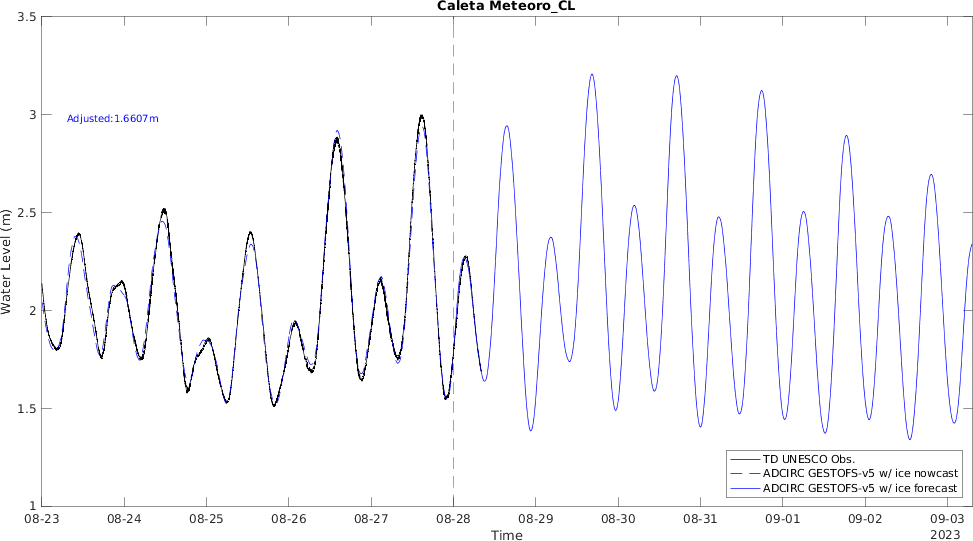 Caleta Meteoro_CL
3.5
3
2.5
2
1.5
1
Water Level (m)
Adjusted:1.6607m
TD UNESCO Obs.
ADCIRC GESTOFS-v5 w/ ice nowcast
ADCIRC GESTOFS-v5 w/ ice forecast
08-23 08-24 08-25 08-26 08-27 08-28 08-29 08-30 08-31 09-01 09-02 09-03
Time
2023